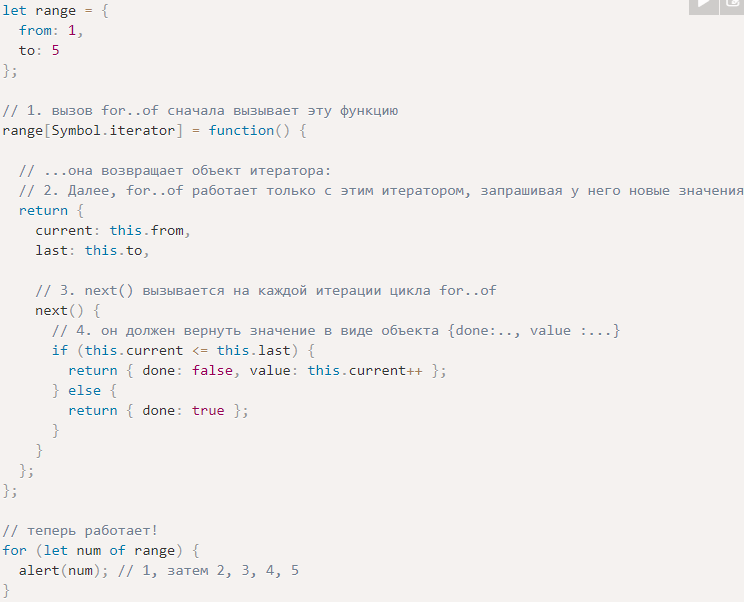 let range = {
  from: 1,
  to: 5
};

// 1. вызов for..of сначала вызывает эту функцию
range[Symbol.iterator] = function() {

  // ...она возвращает объект итератора:
  // 2. Далее, for..of работает только с этим итератором, запрашивая у него новые значения
  return {
    current: this.from,
    last: this.to,

    // 3. next() вызывается на каждой итерации цикла for..of
    next() {
      // 4. он должен вернуть значение в виде объекта {done:.., value :...}
      if (this.current <= this.last) {
        return { done: false, value: this.current++ };
      } else {
        return { done: true };
      }
    }
  };
};

// теперь работает!
for (let num of range) {
  alert(num); // 1, затем 2, 3, 4, 5
}